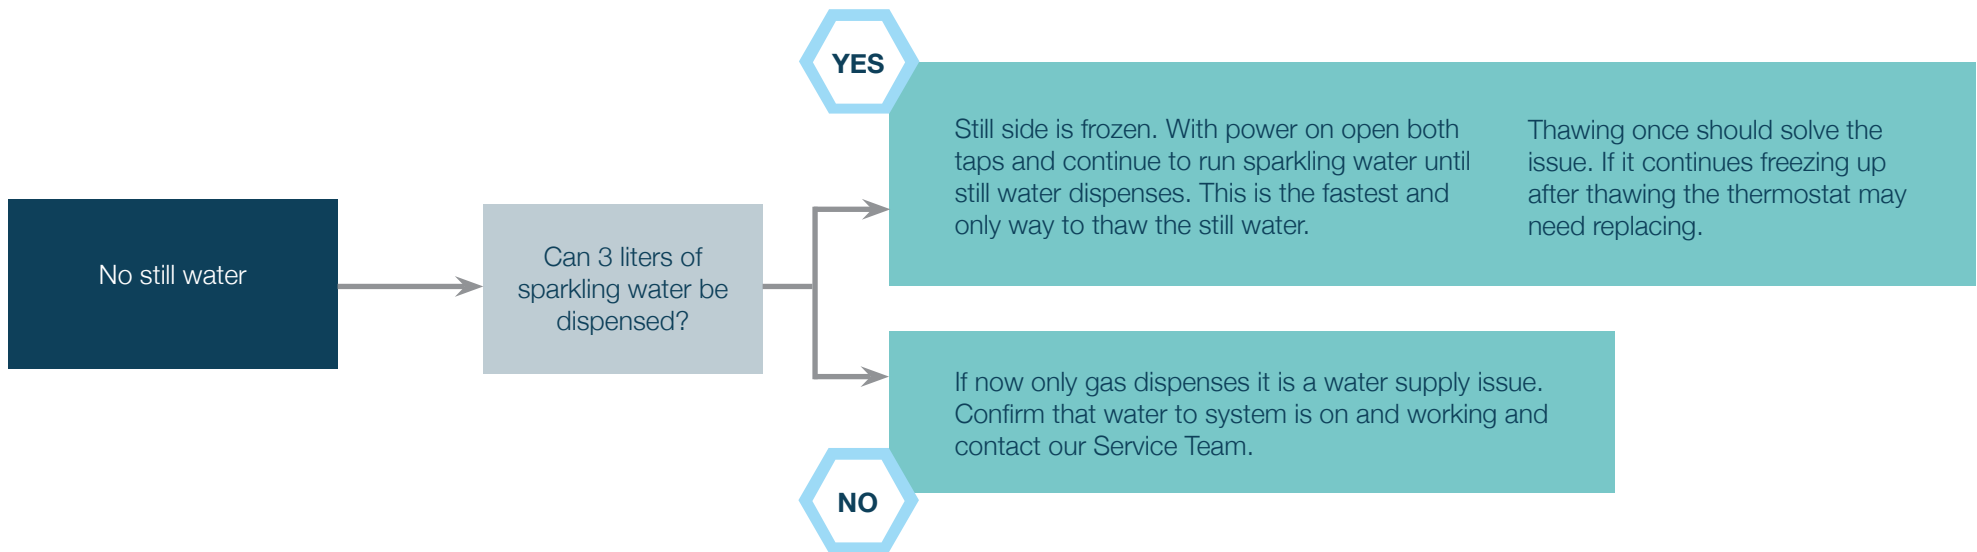 No still water
Can 3 liters of
sparkling water be
dispensed?
YES
Still side is frozen. With power on open both
taps and continue to run sparkling water until
still water dispenses. This is the fastest and
only way to thaw the still water.
Thawing once should solve the
issue. If it continues freezing up
after thawing the thermostat may
need replacing.
If now only gas dispenses it is a water supply issue.
Confirm that water to system is on and working and
contact our Service Team.
NO